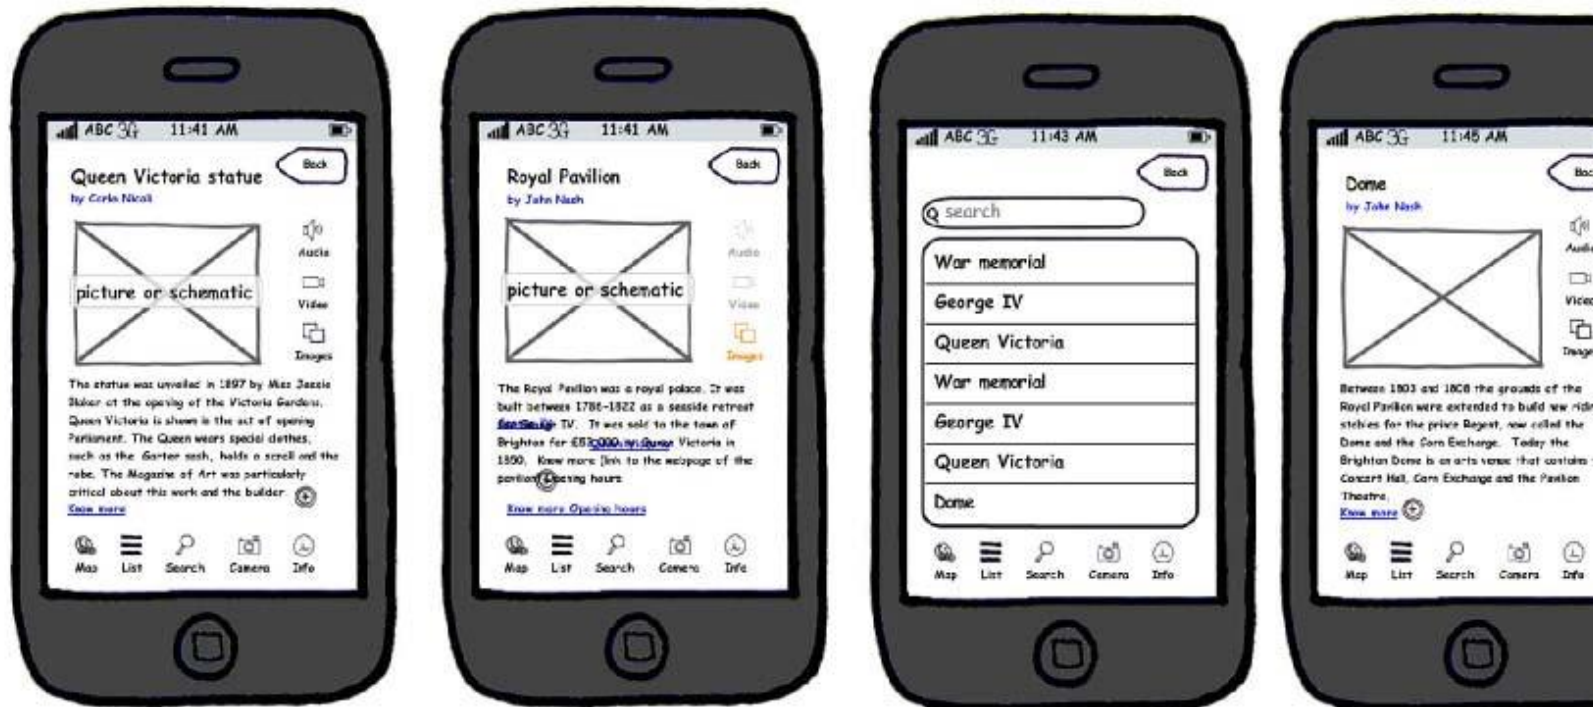 ABC 3G 11:41 AM
Back
Queen Victoria statue
by Carlo Nicoli
Audio
picture or schematic
Video
Images
The statue was unveiled in 1897 by Miss Jessie
Blaker at the opening of the Victoria Gardens.
Queen Victoria is shown in the act of opening
Parliament. The Queen wears special clothes,
such as the Garter sash, holds a scroll and the
robe. The Magazine of Art was particularly
critical about this work and the builder.
Know more
Map List Search Camera Info
ABC 3G 11:41 AM
Back
Royal Pavilion
by John Nash
Audio
picture or schematic
Video
Images
The Royal Pavilion was a royal palace. It was
built between 1786-1822 as a seaside retreat
IV. It was sold to the town of
Brighton for Victoria in
1850. Know more (link to the webpage of the
pavilion) Opening hours
Know more Opening hours
Map List Search Camera Info
ABC 3G 11:43 AM
Back
search
War memorial
George IV
Queen Victoria
War memorial
George IV
Queen Victoria
Dome
Map List Search Camera Info
ABC 3G 11:45 AM
Bac
Dome
by John Nash
Audio
Video
Images
Between 1803 and 1808 the grounds of the
Royal Pavilion were extended to build new ridi
stables for the prince Regent, now called the
Dome and the Corn Exchange. Today the
Brighton Dome is an arts venue that contains
Concert Hall, Corn Exchange and the Pavilion
Theatre.
Know more
Map List Search Camera Info